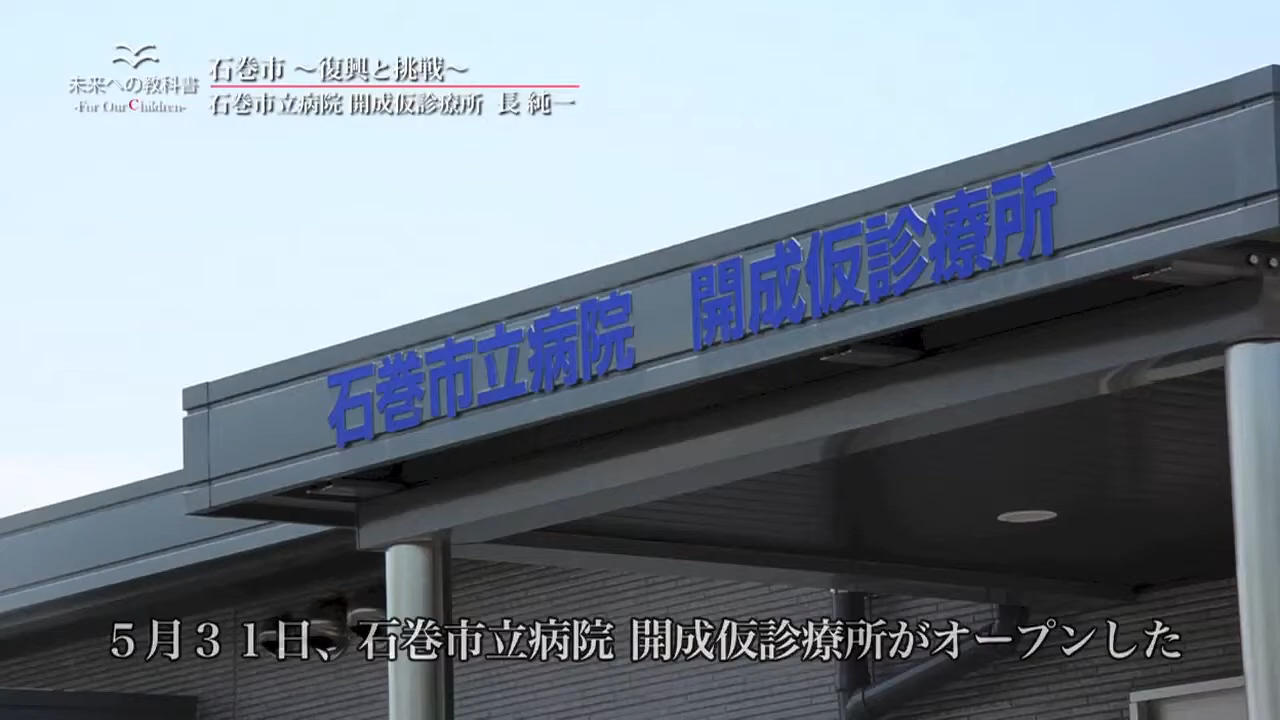 未来への教科書
-For Our Children-
石巻市 ～復興と挑戦～
石巻市立病院 開成仮診療所 長 純一
石巻市立病院 開成仮診療所
５月３１日、石巻市立病院 開成仮診療所がオープンした